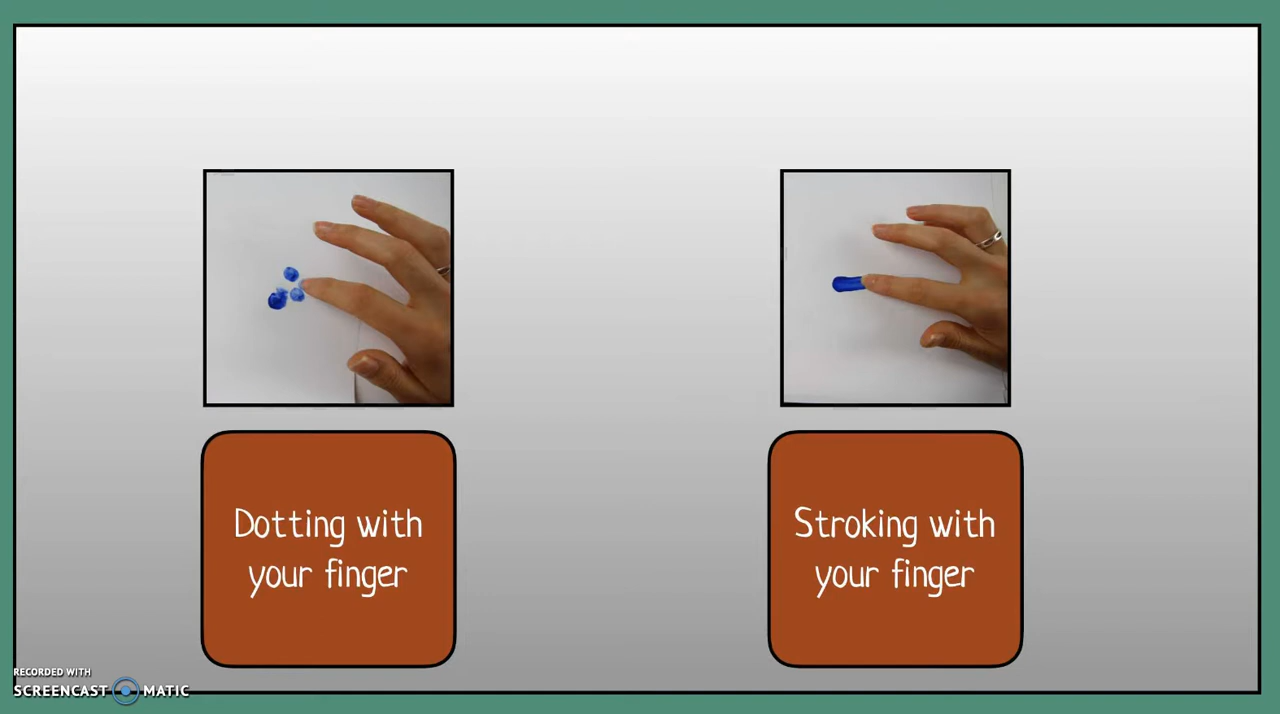 Dotting with
your finger
Stroking with
your finger
RECORDED WITH
SCREENCAST MATIC